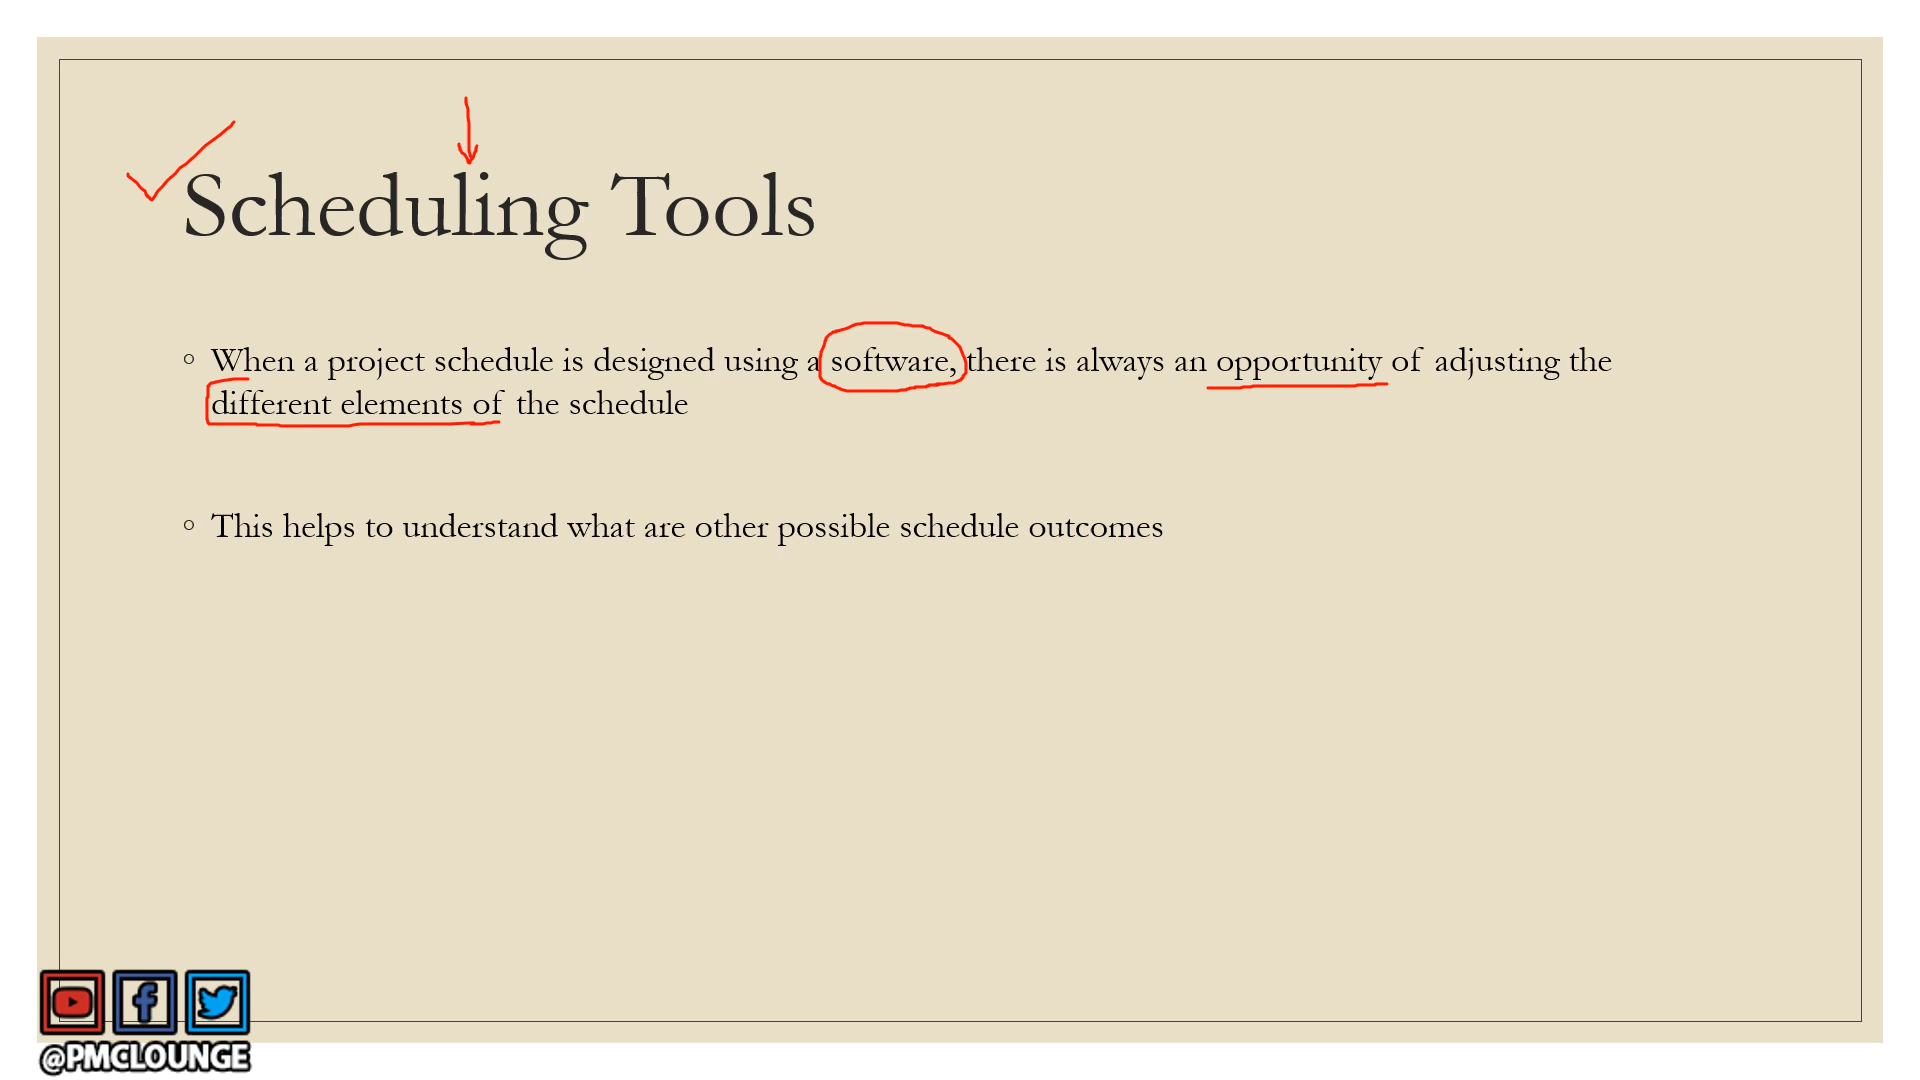 Scheduling Tools
◦ When a project schedule is designed using a software, there is always an opportunity of adjusting the
different elements of the schedule
◦ This helps to understand what are other possible schedule outcomes
@PMCLOUNGE